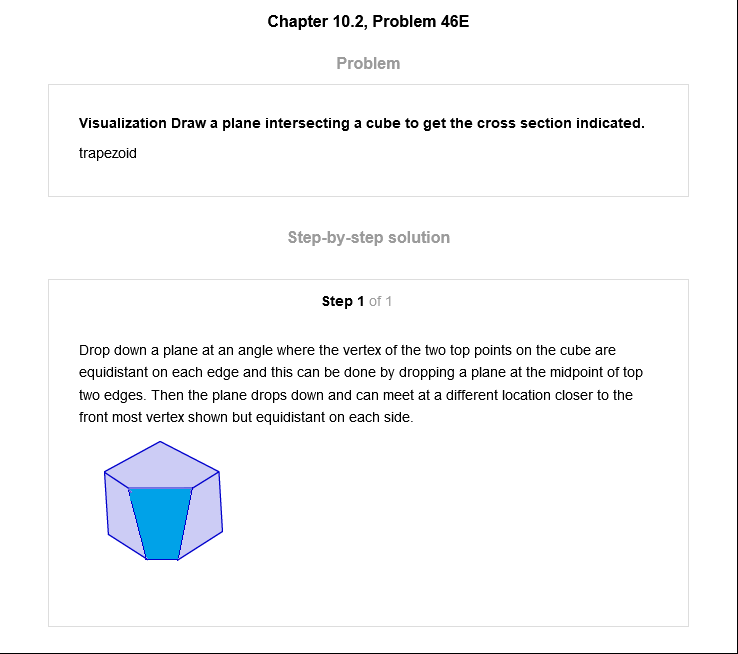 Chapter 10.2, Problem 46E
Problem
Visualization Draw a plane intersecting a cube to get the cross section indicated.
trapezoid
Step-by-step solution
Step 1 of 1
Drop down a plane at an angle where the vertex of the two top points on the cube are
equidistant on each edge and this can be done by dropping a plane at the midpoint of top
two edges. Then the plane drops down and can meet at a different location closer to the
front most vertex shown but equidistant on each side.